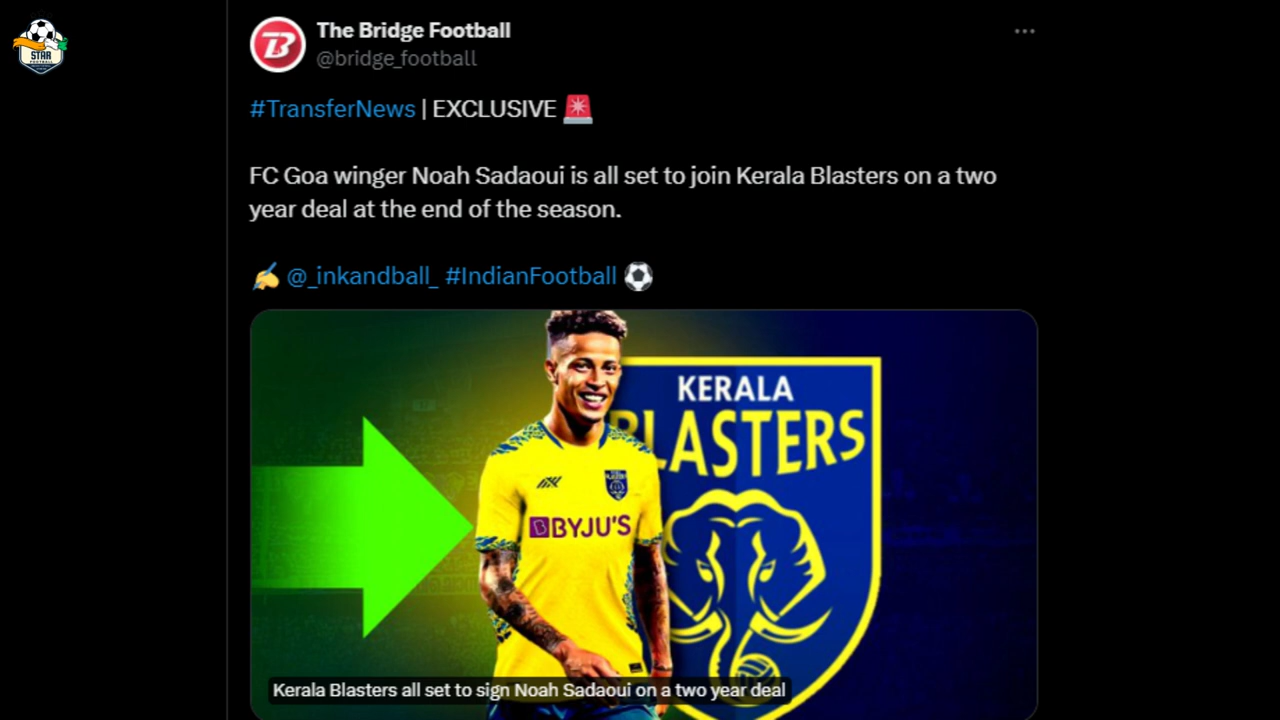 STAR
FOOTBALL
The Bridge Football
@bridge_football
#TransferNews | EXCLUSIVE 🚨
FC Goa winger Noah Sadaoui is all set to join Kerala Blasters on a two
year deal at the end of the season.
✍️ @_inkandball_ #IndianFootball ⚽
KERALA
BLASTERS
BYJU'S
Kerala Blasters all set to sign Noah Sadaoui on a two year deal